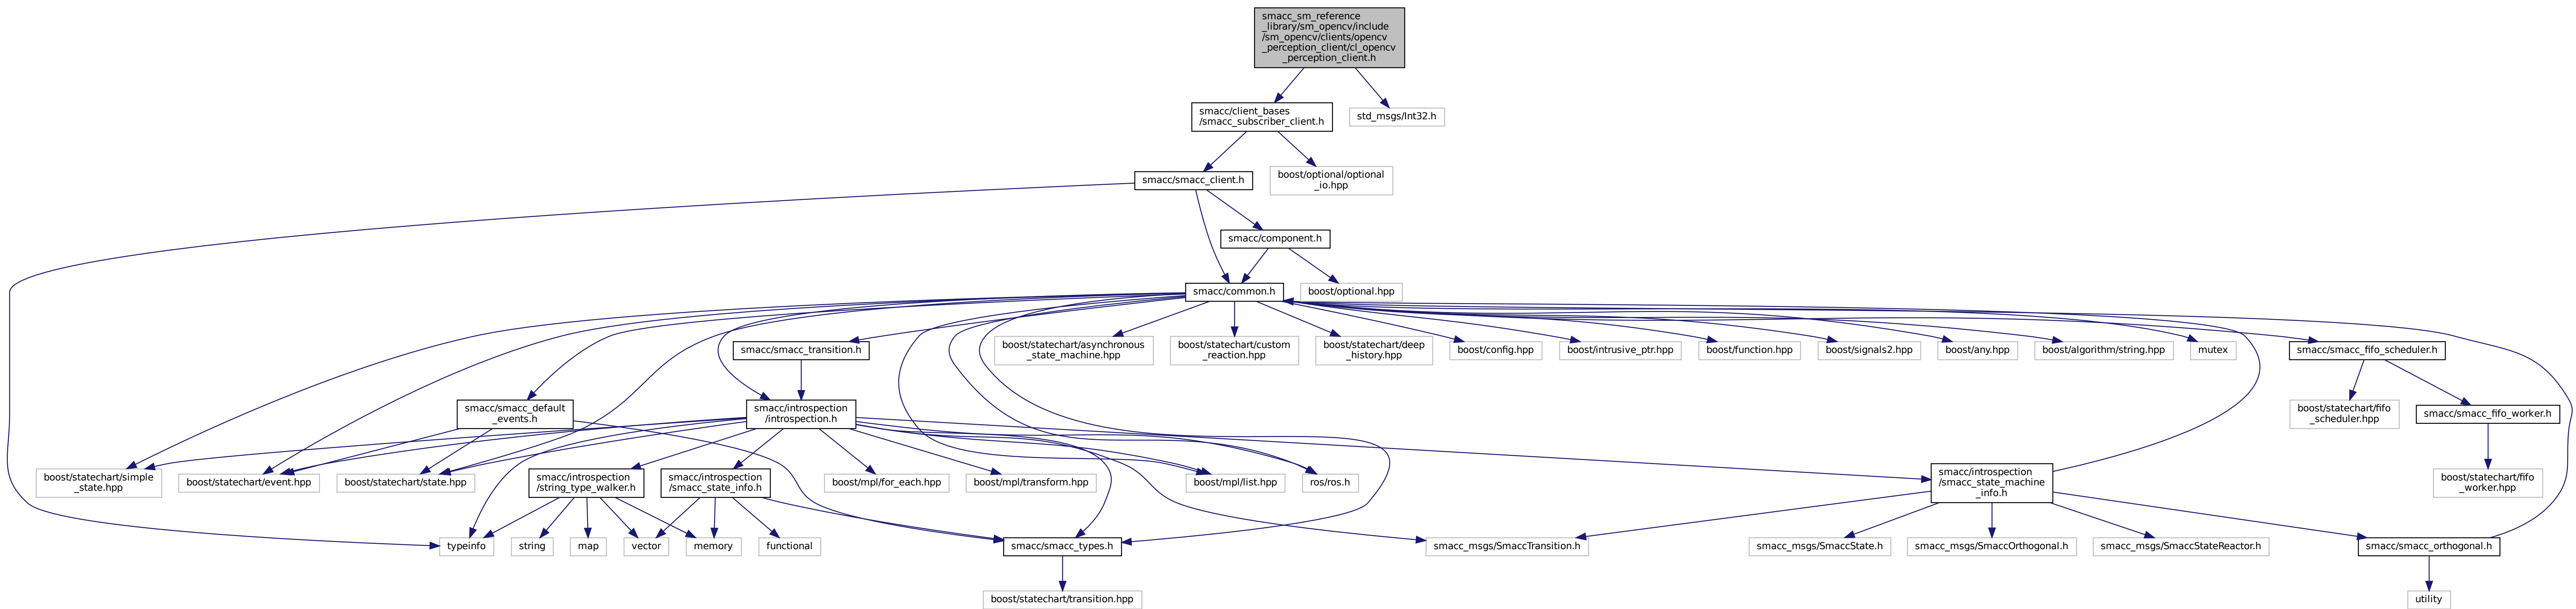 smacc_sm_reference
_library/sm_opencv/include
/sm_opencv/clients/opencv
_perception_client/cl_opencv
_perception_client.h
smacc/client_bases
/smacc_subscriber_client.h
std_msgs/Int32.h
smacc/smacc_client.h
boost/optional/optional
_io.hpp
smacc/component.h
smacc/common.h
boost/optional.hpp
smacc/smacc_transition.h
boost/statechart/asynchronous
_state_machine.hpp
boost/statechart/custom
_reaction.hpp
boost/statechart/deep
_history.hpp
boost/config.hpp
boost/intrusive_ptr.hpp
boost/function.hpp
boost/signals2.hpp
boost/any.hpp
boost/algorithm/string.hpp
mutex
smacc/smacc_fifo_scheduler.h
smacc/smacc_default
_events.h
smacc/introspection
/introspection.h
boost/statechart/fifo
_scheduler.hpp
smacc/smacc_fifo_worker.h
boost/statechart/simple
_state.hpp
boost/statechart/event.hpp
boost/statechart/state.hpp
smacc/introspection
/string_type_walker.h
smacc/introspection
/smacc_state_info.h
boost/mpl/for_each.hpp
boost/mpl/transform.hpp
boost/mpl/list.hpp
ros/ros.h
smacc/introspection
/smacc_state_machine
_info.h
boost/statechart/fifo
_worker.hpp
typeinfo
string
map
vector
memory
functional
smacc/smacc_types.h
smacc_msgs/SmaccTransition.h
smacc_msgs/SmaccState.h
smacc_msgs/SmaccOrthogonal.h
smacc_msgs/SmaccStateReactor.h
smacc/smacc_orthogonal.h
boost/statechart/transition.hpp
utility